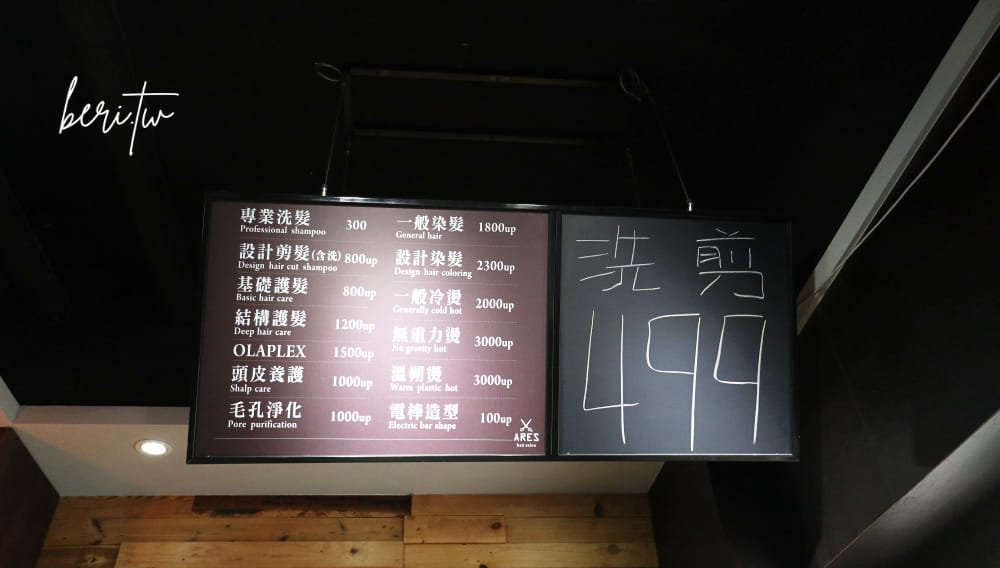 beri.tw
專業洗髮 300
Professional shampoo
設計剪髮(含洗) 800up
Design hair cut shampoo
基礎護髮 800up
Basic hair care
結構護髮 1200up
Deep hair care
OLAPLEX 1500up
頭皮養護 1000up
Shalp care
毛孔淨化 1000up
Pore purification
一般染髮 1800up
General hair
設計染髮 2300up
Design hair coloring
一般冷燙 2000up
Generally cold hot
無重力燙 3000up
No gravity hot
溫朔燙 3000up
Warm plastic hot
電棒造型 100up
Electric bar shape
ARES
hair salon
洗 剪
499